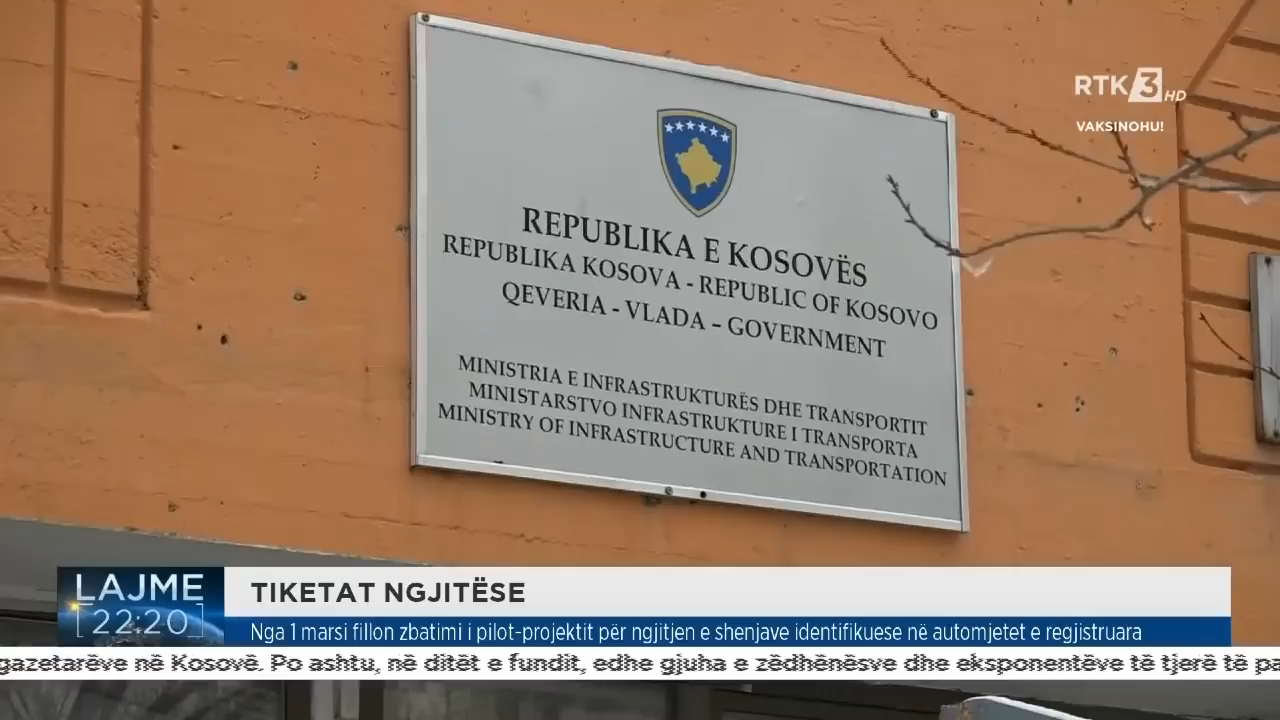 RTK 3 HD
VAKSINOHU!
REPUBLIKA E KOSOVËS
REPUBLIKA KOSOVA - REPUBLIC OF KOSOVO
QEVERIA - VLADA - GOVERNMENT
MINISTRIA E INFRASTRUKTURËS DHE TRANSPORTIT
MINISTARSTVO INFRASTRUKTURE I TRANSPORTA
MINISTRY OF INFRASTRUCTURE AND TRANSPORTATION
LAJME
22:20
TIKETAT NGJITËSE
Nga 1 marsi fillon zbatimi i pilot-projektit për ngjitjen e shenjave identifikuese në automjetet e regjistruara
gazetarëve në Kosovë. Po ashtu, në ditët e fundit, edhe gjuha e zëdhënësve dhe eksponentëve të tjerë të pa